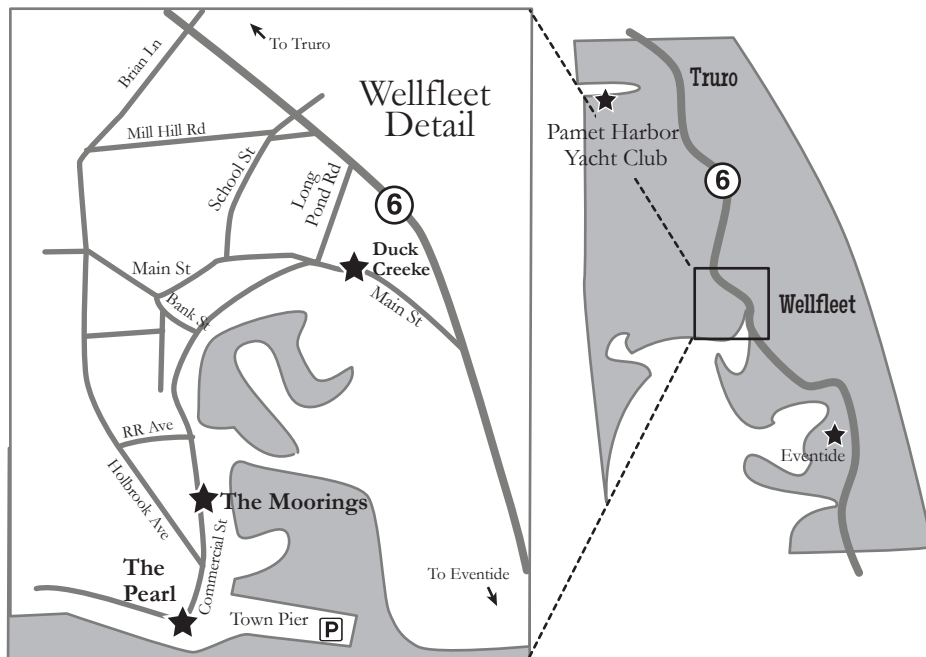 To Truro
Brian Ln
Wellfleet
Detail
Mill Hill Rd
School St
Long
Pond Rd
6
Duck
Creeke
Main St
Main St
Bank St
RR Ave
Holbrook Ave
The Moorings
Commercial St
The
Pearl
To Eventide
Town Pier
P
Truro
Pamet Harbor
Yacht Club
6
Wellfleet
Eventide